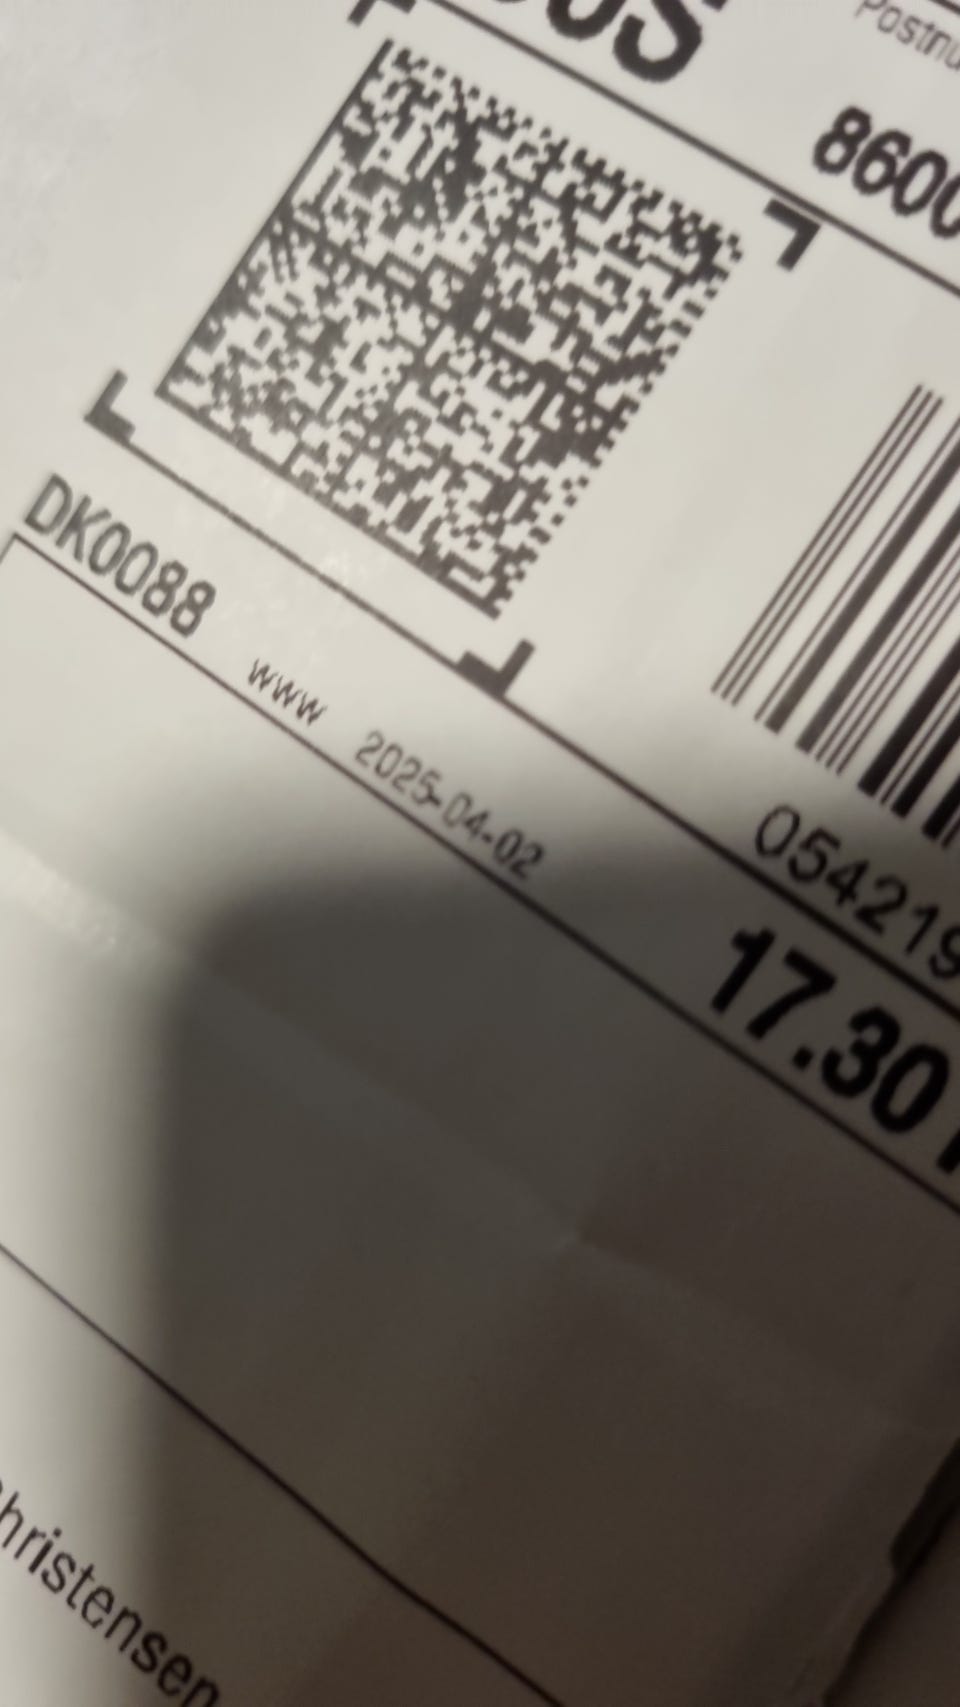 Postnu
8600
DK0088 www 2025-04-02
054219
17.30
hristensen